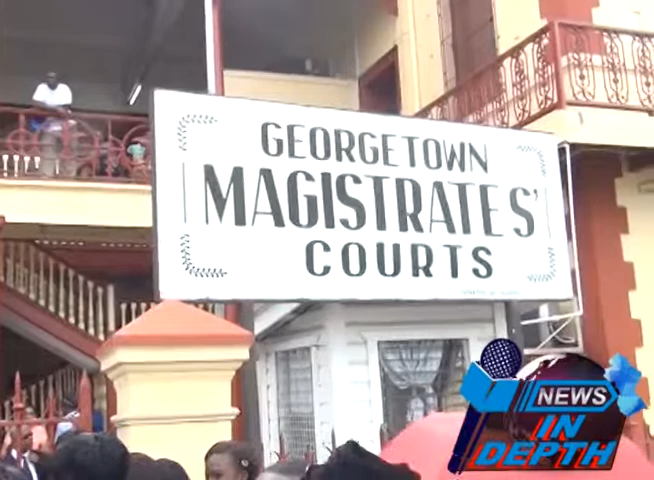 GEORGETOWN
MAGISTRATES'
COURTS
NEWS
IN
DEPTH